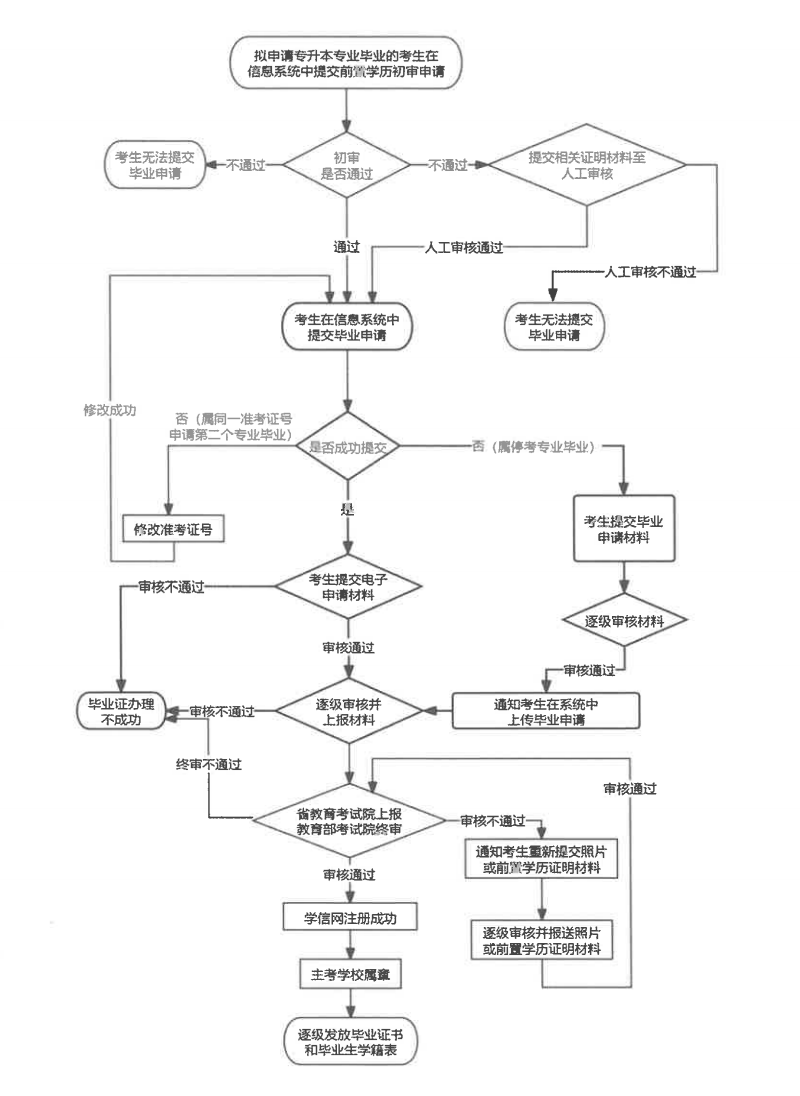 拟申请专升本专业毕业的考生在
信息系统中提交前置学历初审申请
考生无法提交
毕业申请
不通过
初审
是否通过
不通过
提交相关证明材料至
人工审核
通过
人工审核通过
人工审核不通过
考生在信息系统中
提交毕业申请
考生无法提交
毕业申请
修改成功
否（属同一准考证号
申请第二个专业毕业）
是否成功提交
否（属停考专业毕业）
是
修改准考证号
考生提交毕业
申请材料
审核不通过
考生提交电子
申请材料
逐级审核材料
审核通过
审核通过
毕业证办理
不成功
审核不通过
逐级审核并
上报材料
通知考生在系统中
上传毕业申请
终审不通过
审核通过
省教育考试院上报
教育部考试院终审
审核不通过
通知考生重新提交照片
或前置学历证明材料
审核通过
学信网注册成功
逐级审核并报送照片
或前置学历证明材料
主考学校属章
逐级发放毕业证书
和毕业生学籍表